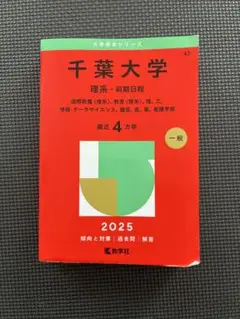 大学赤本シリーズ
43
千葉大学
理系-前期日程
国際教養〈理系〉、教育〈理系〉、理、工、
情報・データサイエンス、園芸、医、薬、看護学部
最近4カ年
一般
2025
傾向と対策｜過去問｜解答
教学社